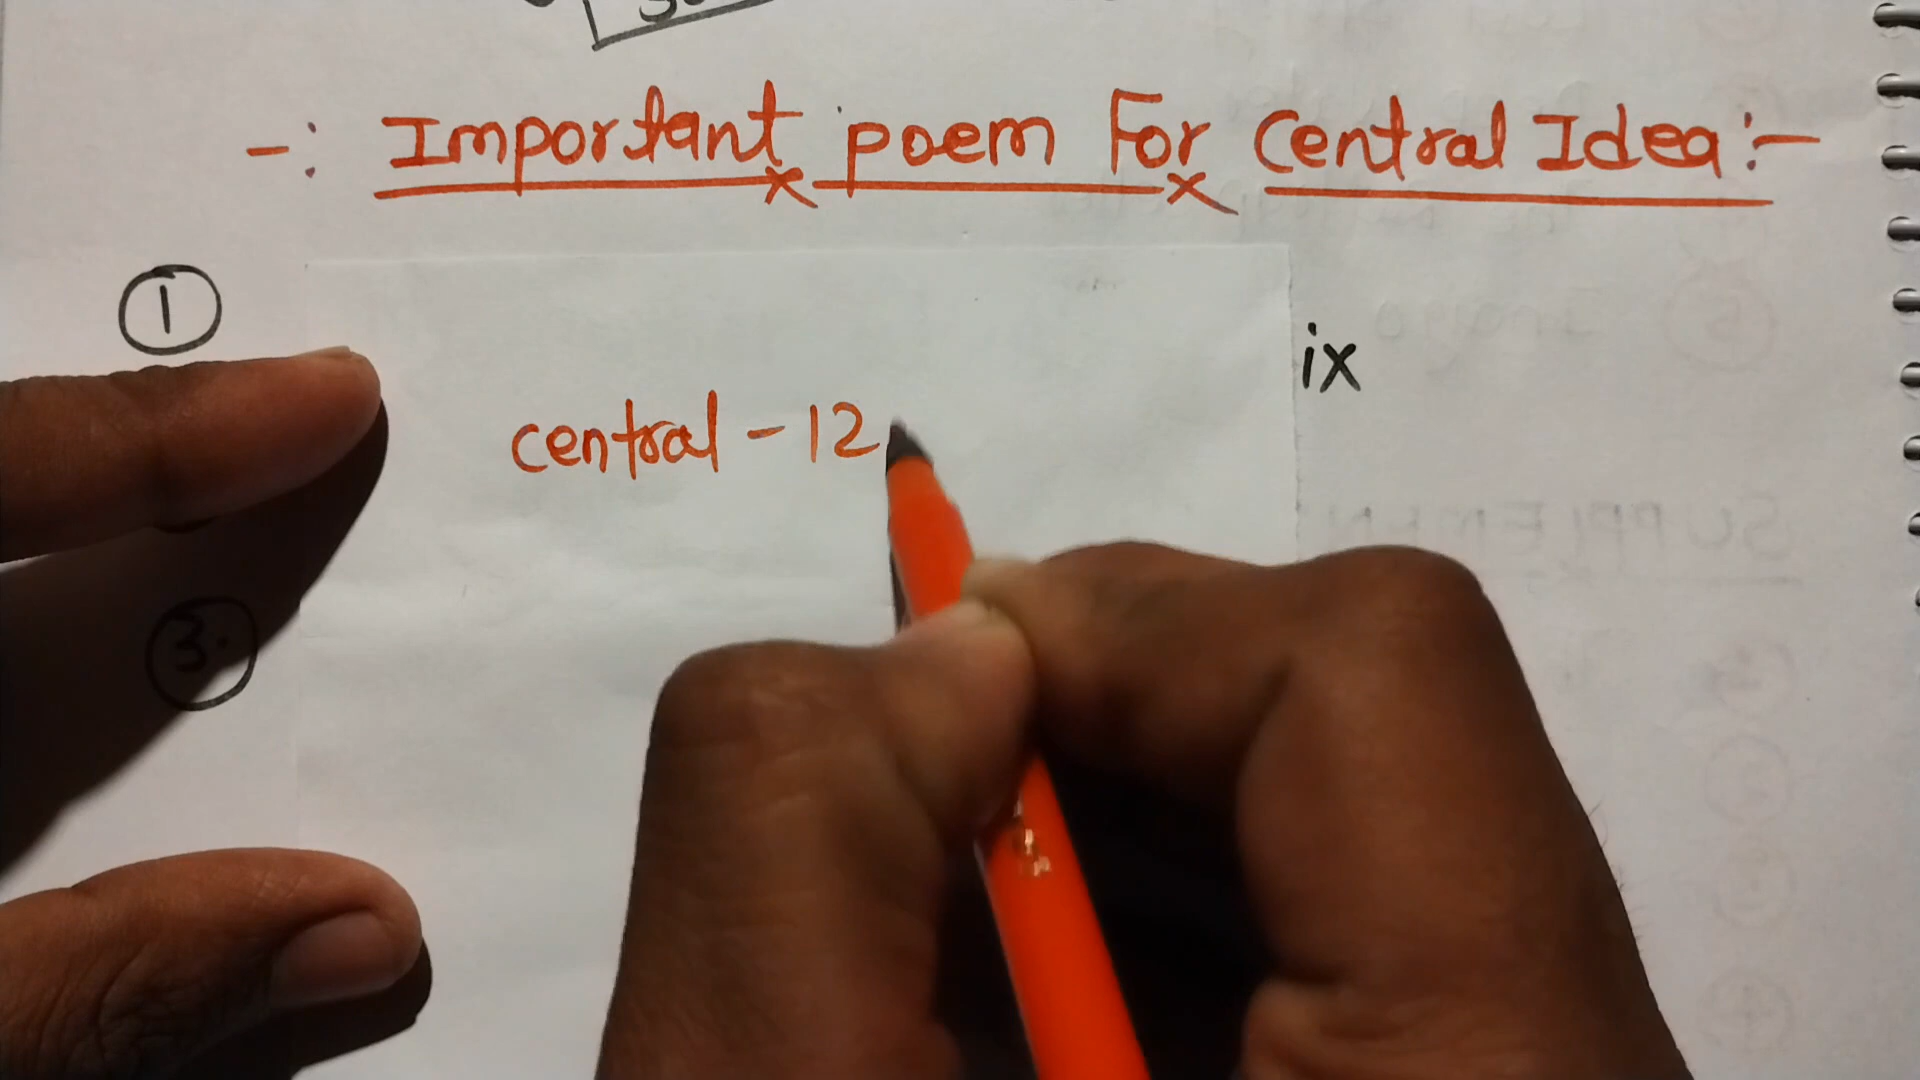 -: Important poem For Central Idea :-
1
ix
central - 12
3.